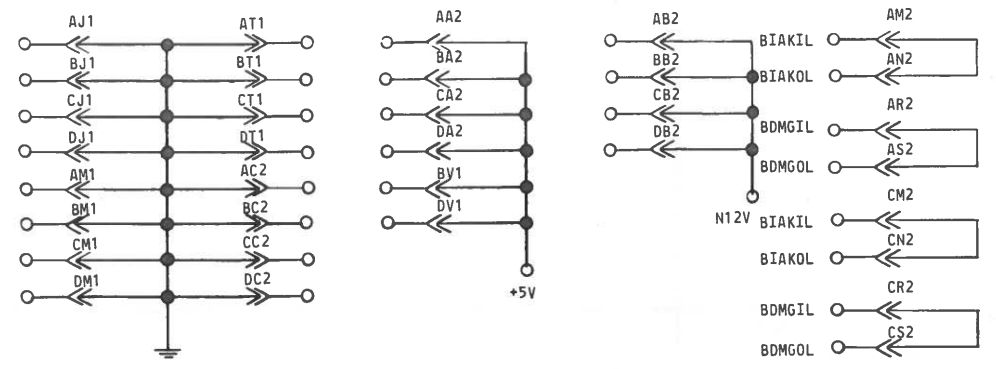 AJ1 AT1
BJ1 BT1
CJ1 CT1
DJ1 DT1
AM1 AC2
BM1 BC2
CM1 CC2
DM1 DC2
AA2
BA2
CA2
DA2
BV1
DV1
+5V
AB2
BB2
CB2
DB2
N12V
AM2
BIAKIL
AN2
BIAKOL
AR2
BDMGIL
AS2
BDMGOL
CM2
BIAKIL
CN2
BIAKOL
CR2
BDMGIL
CS2
BDMGOL